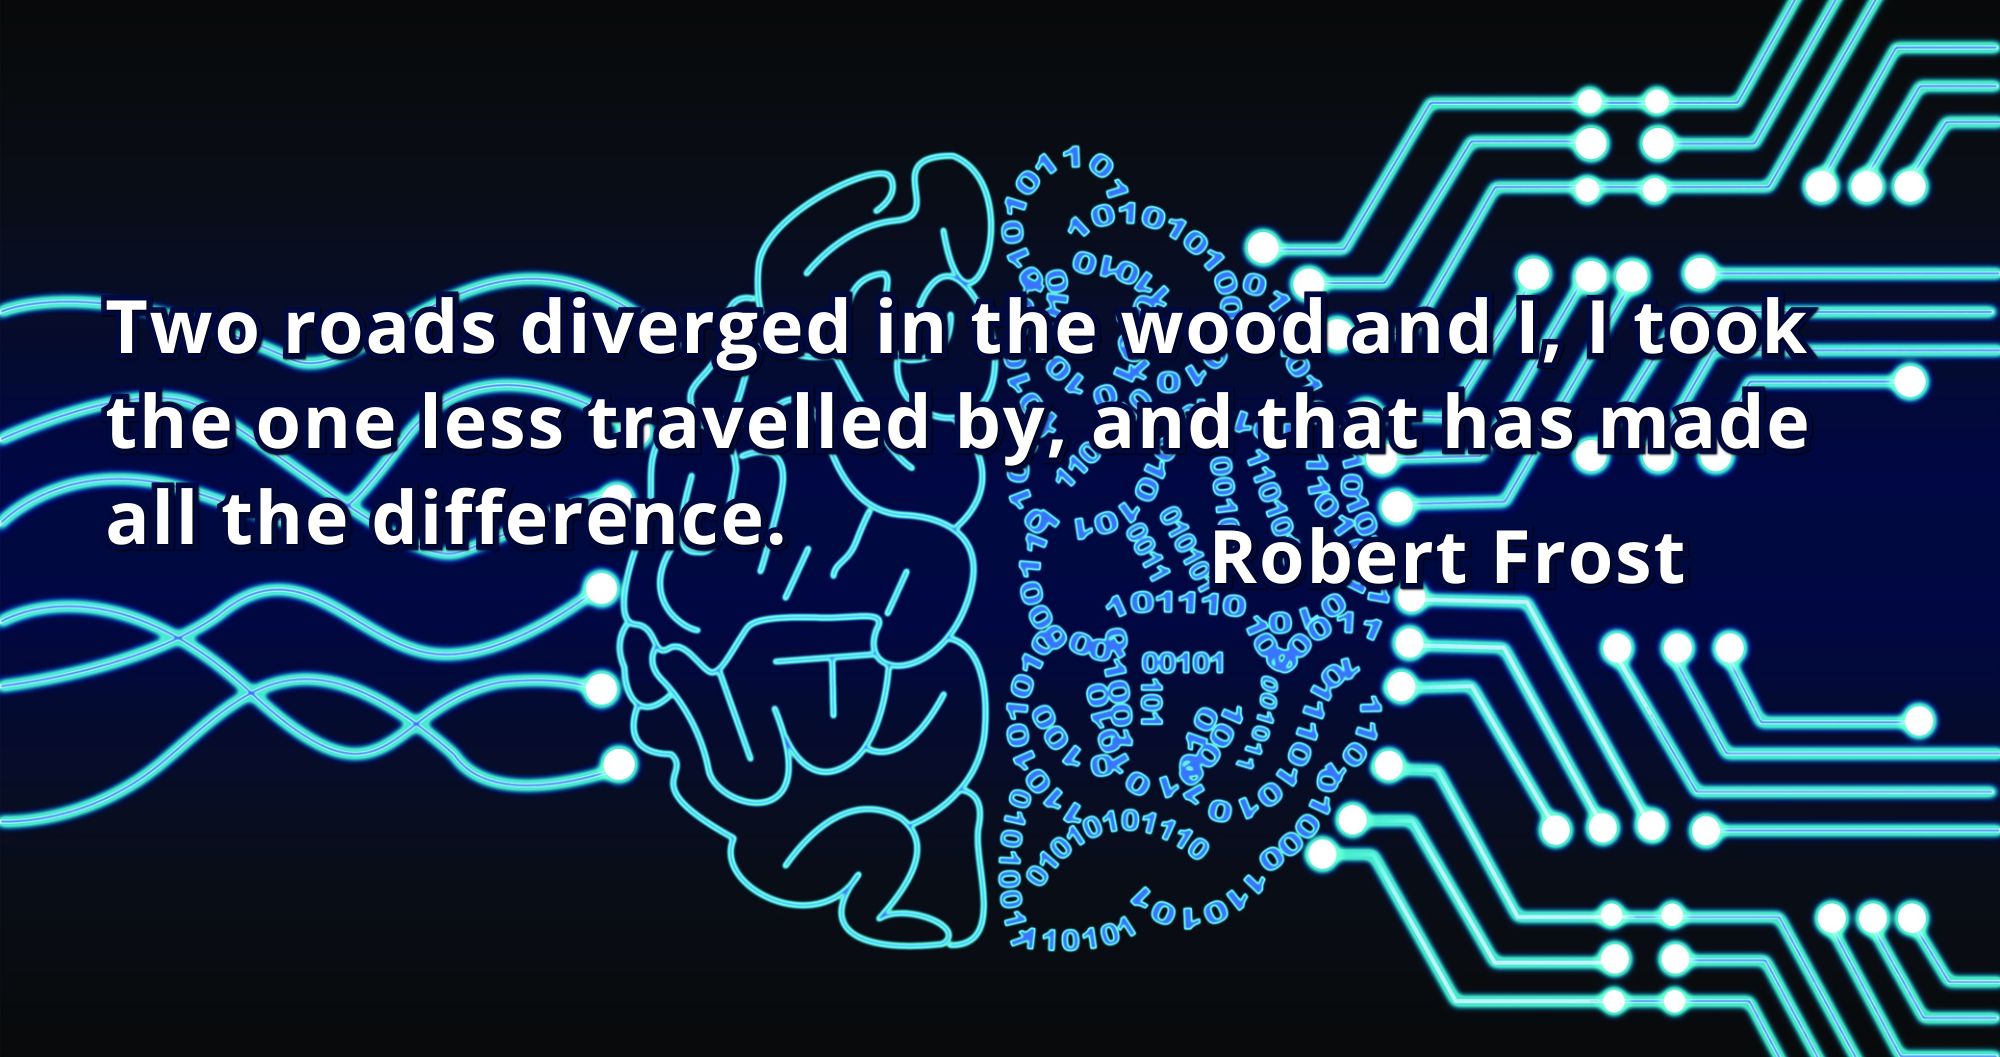 Two roads diverged in the wood and I, I took
the one less travelled by, and that has made
all the difference.
Robert Frost